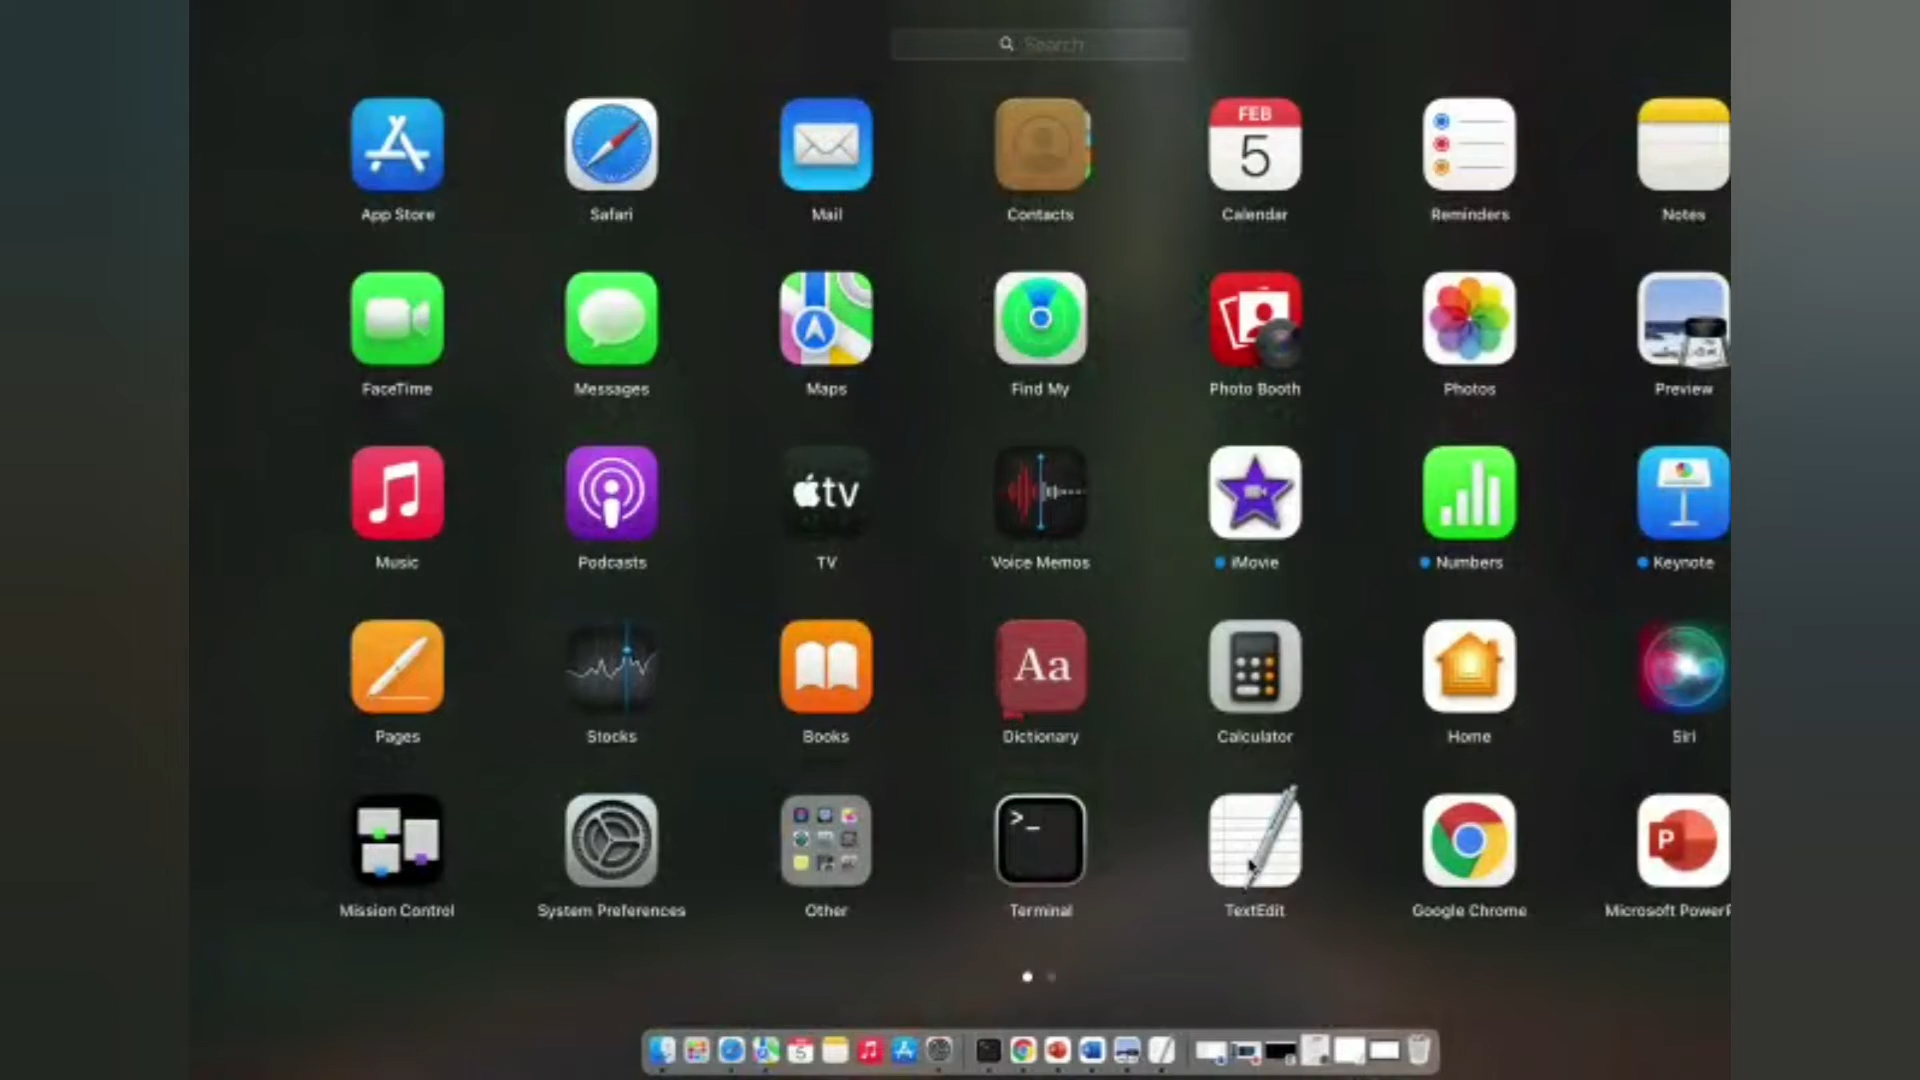 Search
App Store Safari Mail Contacts Calendar Reminders Notes
FEB
5
FaceTime Messages Maps Find My Photo Booth Photos Preview
tv
Music Podcasts TV Voice Memos iMovie Numbers Keynote
Aa
Pages Stocks Books Dictionary Calculator Home Siri
>_
P
Mission Control System Preferences Other Terminal TextEdit Google Chrome Microsoft PowerP
5